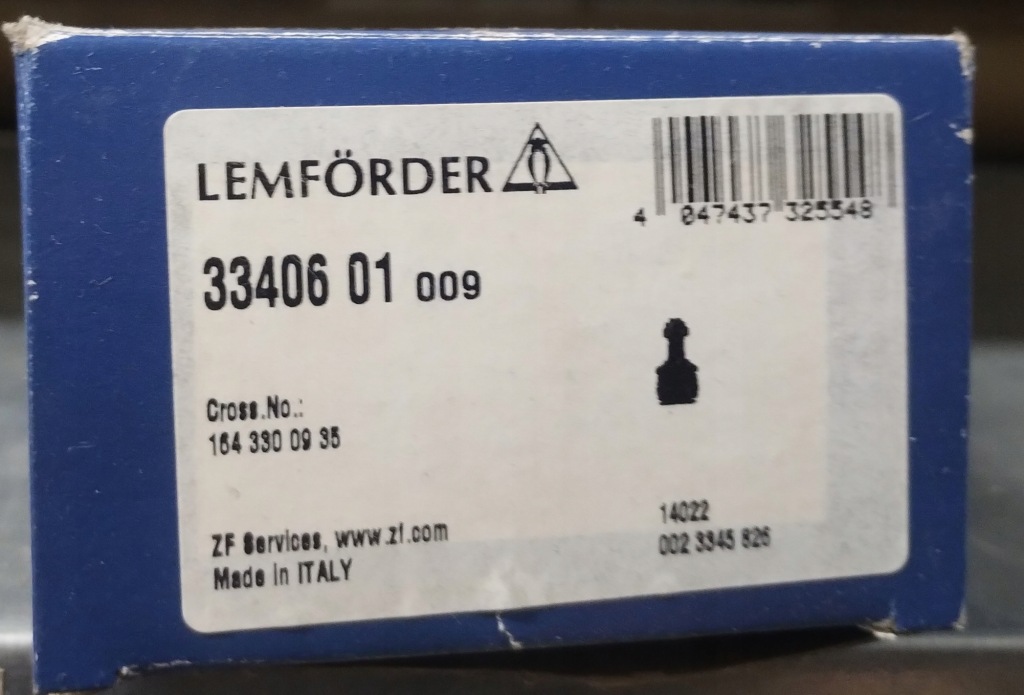 LEMFÖRDER
4 047437 325548
33406 01 009
Cross.No.:
164 330 09 35
ZF Services, www.zf.com
Made in ITALY
14022
002 3345 826